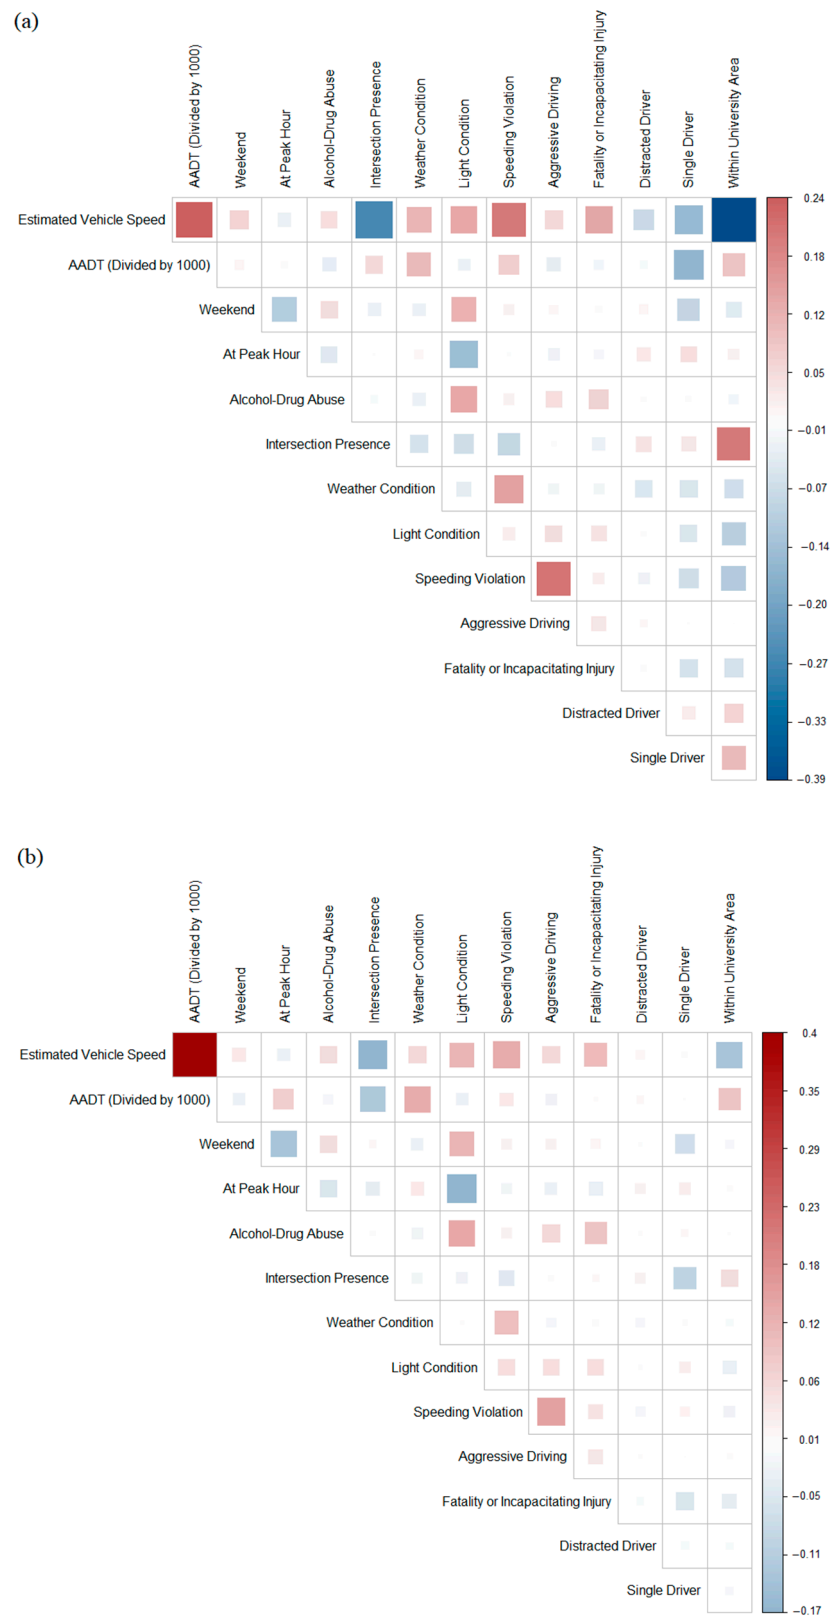 (a)
AADT (Divided by 1000)
Weekend
At Peak Hour
Alcohol-Drug Abuse
Intersection Presence
Weather Condition
Light Condition
Speeding Violation
Aggressive Driving
Fatality or Incapacitating Injury
Distracted Driver
Single Driver
Within University Area
Estimated Vehicle Speed
AADT (Divided by 1000)
Weekend
At Peak Hour
Alcohol-Drug Abuse
Intersection Presence
Weather Condition
Light Condition
Speeding Violation
Aggressive Driving
Fatality or Incapacitating Injury
Distracted Driver
Single Driver
0.24
0.18
0.12
0.05
−0.01
−0.07
−0.14
−0.20
−0.27
−0.33
−0.39
(b)
AADT (Divided by 1000)
Weekend
At Peak Hour
Alcohol-Drug Abuse
Intersection Presence
Weather Condition
Light Condition
Speeding Violation
Aggressive Driving
Fatality or Incapacitating Injury
Distracted Driver
Single Driver
Within University Area
Estimated Vehicle Speed
AADT (Divided by 1000)
Weekend
At Peak Hour
Alcohol-Drug Abuse
Intersection Presence
Weather Condition
Light Condition
Speeding Violation
Aggressive Driving
Fatality or Incapacitating Injury
Distracted Driver
Single Driver
0.4
0.35
0.29
0.23
0.18
0.12
0.06
0.01
−0.05
−0.11
−0.17